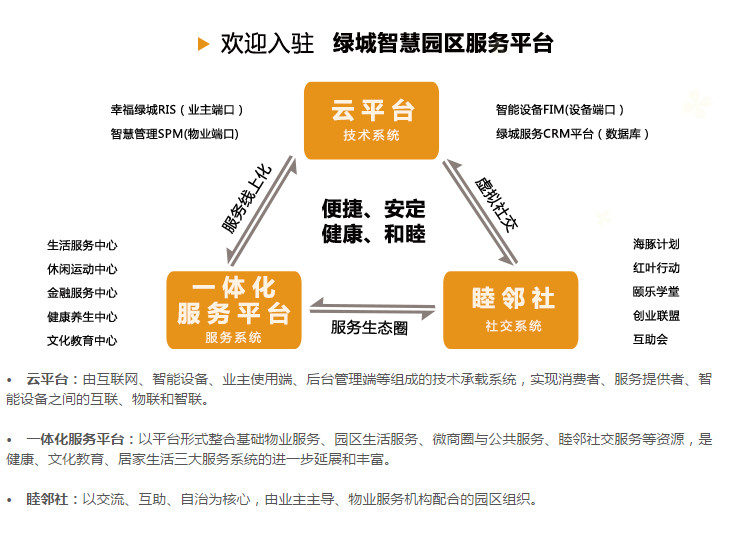 欢迎入驻 绿城智慧园区服务平台
幸福绿城RIS（业主端口）
智慧管理SPM(物业端口)
云平台
技术系统
智能设备FIM(设备端口）
绿城服务CRM平台（数据库）
服务线上化
便捷、安定
健康、和睦
虚拟社交
生活服务中心
休闲运动中心
金融服务中心
健康养生中心
文化教育中心
一体化
服务平台
服务系统
服务生态圈
睦邻社
社交系统
海豚计划
红叶行动
颐乐学堂
创业联盟
互助会
• 云平台：由互联网、智能设备、业主使用端、后台管理端等组成的技术承载系统，实现消费者、服务提供者、智
能设备之间的互联、物联和智联。
• 一体化服务平台：以平台形式整合基础物业服务、园区生活服务、微商圈与公共服务、睦邻社交服务等资源，是
健康、文化教育、居家生活三大服务系统的进一步延展和丰富。
• 睦邻社：以交流、互助、自治为核心，由业主主导、物业服务机构配合的园区组织。